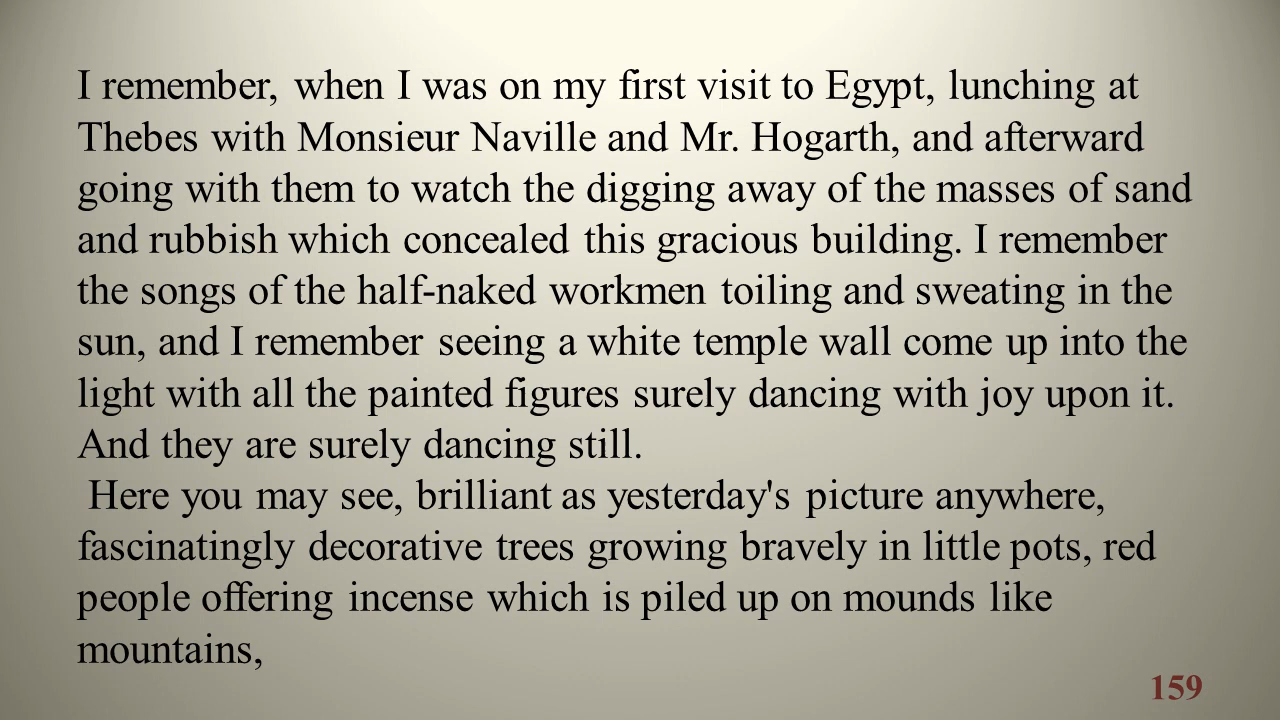 I remember, when I was on my first visit to Egypt, lunching at
Thebes with Monsieur Naville and Mr. Hogarth, and afterward
going with them to watch the digging away of the masses of sand
and rubbish which concealed this gracious building. I remember
the songs of the half-naked workmen toiling and sweating in the
sun, and I remember seeing a white temple wall come up into the
light with all the painted figures surely dancing with joy upon it.
And they are surely dancing still.
Here you may see, brilliant as yesterday's picture anywhere,
fascinatingly decorative trees growing bravely in little pots, red
people offering incense which is piled up on mounds like
mountains,
159